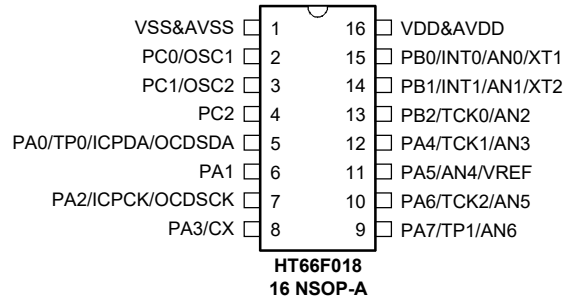 VSS&AVSS 1 16 VDD&AVDD
PC0/OSC1 2 15 PB0/INT0/AN0/XT1
PC1/OSC2 3 14 PB1/INT1/AN1/XT2
PC2 4 13 PB2/TCK0/AN2
PA0/TP0/ICPDA/OCDSDA 5 12 PA4/TCK1/AN3
PA1 6 11 PA5/AN4/VREF
PA2/ICPCK/OCDSCK 7 10 PA6/TCK2/AN5
PA3/CX 8 9 PA7/TP1/AN6
HT66F018
16 NSOP-A